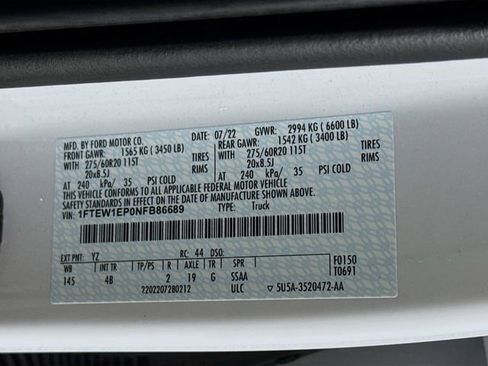 MFD. BY FORD MOTOR CO.
07/22 GVWR: 2994 KG ( 6600 LB)
FRONT GAWR: 1565 KG ( 3450 LB)
REAR GAWR: 1542 KG ( 3400 LB)
275/60R20 115T TIRES
275/60R20 115T TIRES
WITH 20x8.5J RIMS
WITH 20x8.5J RIMS
AT 240 kPa/ 35 PSI COLD
AT 240 kPa/ 35 PSI COLD
THIS VEHICLE CONFORMS TO ALL APPLICABLE FEDERAL MOTOR VEHICLE
SAFETY STANDARDS IN EFFECT ON THE DATE OF MANUFACTURE SHOWN ABOVE.
VIN: 1FTEW1EP0NFB86689 TYPE: Truck
EXT PNT: YZ RC: 44 DSO:
WB INT TR TP/PS R AXLE TR SPR F0150
145 4B 2 19 G SSAA T0691
2202207280212 ULC ▽ 5U5A-3520472-AA